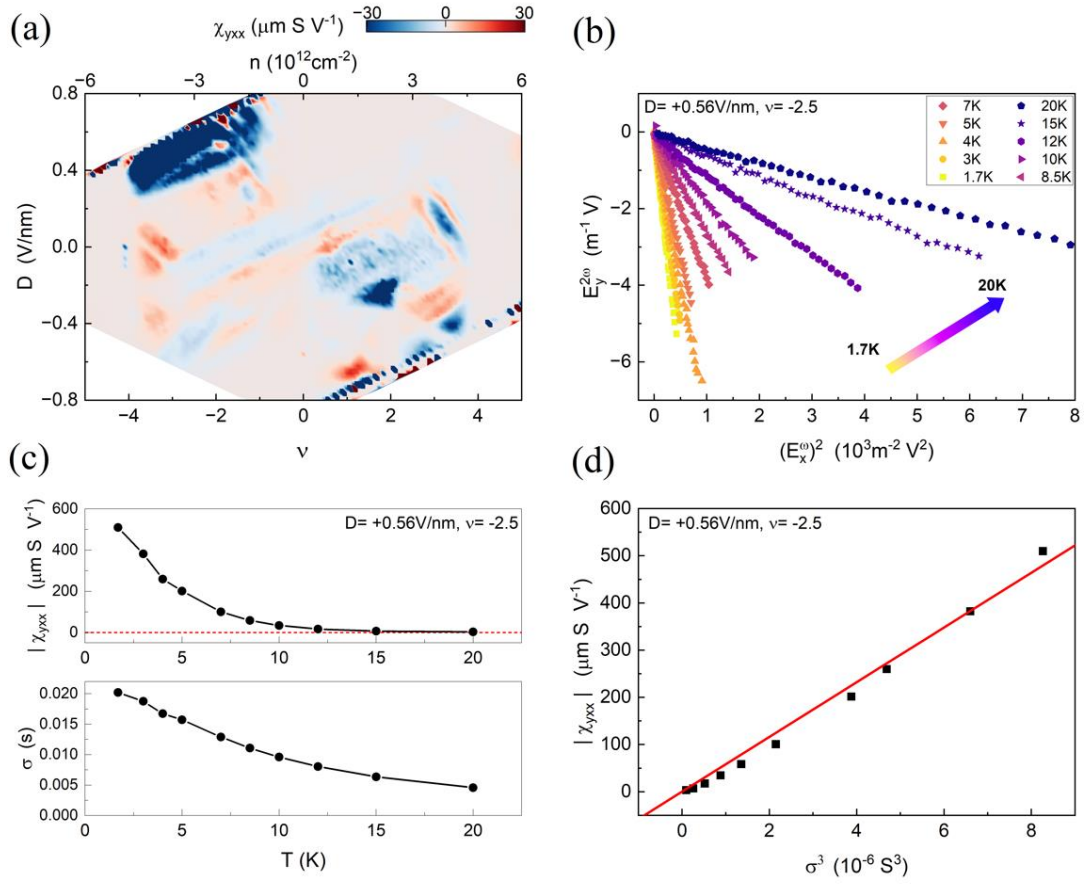 (a)
χyxx (μm S V⁻¹)
−30 30
n (10¹²cm⁻²)
−6 −3 0 3 6
0.8
0.4
0.0
−0.4
−0.8
D (V/nm)
−4 −2 0 2 4
ν
(b)
D= +0.56V/nm, ν= -2.5
7K 20K
5K 15K
4K 12K
3K 10K
1.7K 8.5K
0
−2
−4
−6
E_y^2ω (m⁻¹ V)
20K
1.7K
0 1 2 3 4 5 6 7 8
(E_x^ω)² (10³m⁻² V²)
(c)
D= +0.56V/nm, ν= -2.5
600
400
200
0
|χyxx| (μm S V⁻¹)
0 5 10 15 20
0.020
0.015
0.010
0.005
0.000
σ (s)
0 5 10 15 20
T (K)
(d)
D= +0.56V/nm, ν= -2.5
600
500
400
300
200
100
0
|χyxx| (μm S V⁻¹)
0 2 4 6 8
σ³ (10⁻⁶ S³)